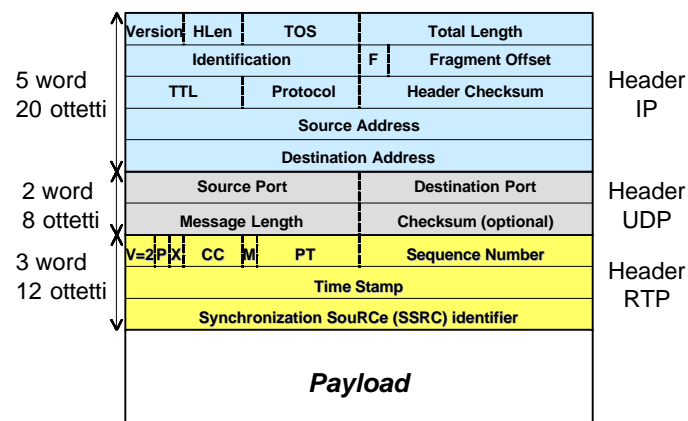 Version HLen TOS Total Length
Identification F Fragment Offset
5 word
20 ottetti
TTL Protocol Header Checksum
Header
IP
Source Address
Destination Address
2 word
8 ottetti
Source Port Destination Port
Header
UDP
Message Length Checksum (optional)
3 word
12 ottetti
V=2 P X CC M PT Sequence Number
Header
RTP
Time Stamp
Synchronization SouRCe (SSRC) identifier
Payload